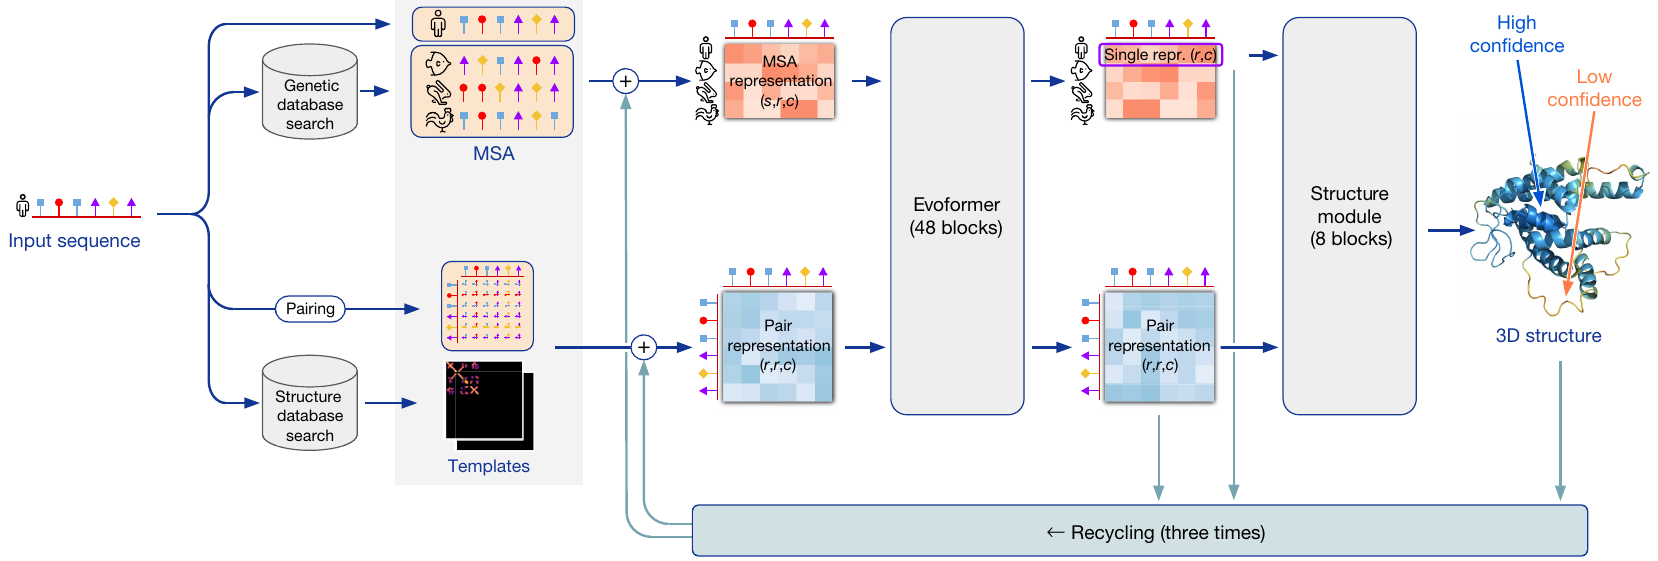 Input sequence
Genetic
database
search
MSA
Pairing
Structure
database
search
Templates
+
+
MSA
representation
(s,r,c)
Pair
representation
(r,r,c)
Evoformer
(48 blocks)
Single repr. (r,c)
Pair
representation
(r,r,c)
Structure
module
(8 blocks)
High
confidence
Low
confidence
3D structure
← Recycling (three times)